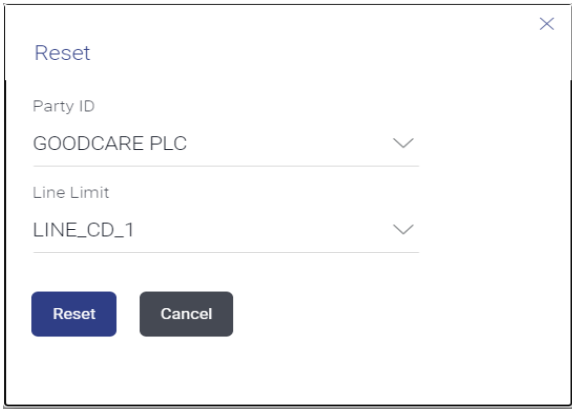 Reset
Party ID
GOODCARE PLC
Line Limit
LINE_CD_1
Reset Cancel